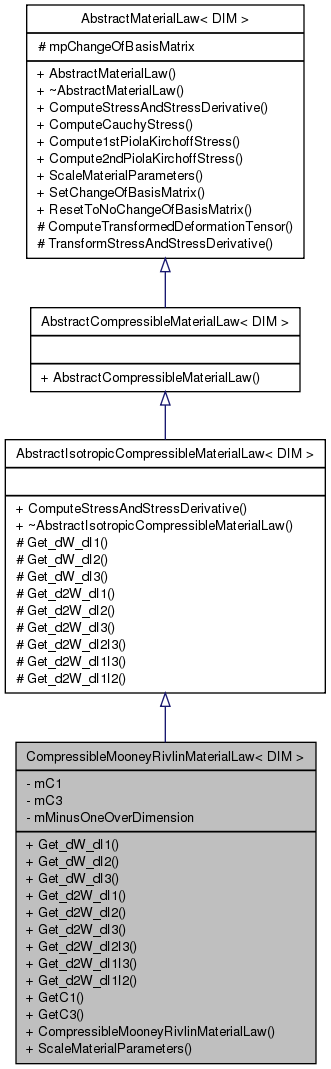 AbstractMaterialLaw< DIM >
# mpChangeOfBasisMatrix
+ AbstractMaterialLaw()
+ ~AbstractMaterialLaw()
+ ComputeStressAndStressDerivative()
+ ComputeCauchyStress()
+ Compute1stPiolaKirchoffStress()
+ Compute2ndPiolaKirchoffStress()
+ ScaleMaterialParameters()
+ SetChangeOfBasisMatrix()
+ ResetToNoChangeOfBasisMatrix()
# ComputeTransformedDeformationTensor()
# TransformStressAndStressDerivative()
AbstractCompressibleMaterialLaw< DIM >
+ AbstractCompressibleMaterialLaw()
AbstractIsotropicCompressibleMaterialLaw< DIM >
+ ComputeStressAndStressDerivative()
+ ~AbstractIsotropicCompressibleMaterialLaw()
# Get_dW_dI1()
# Get_dW_dI2()
# Get_dW_dI3()
# Get_d2W_dI1()
# Get_d2W_dI2()
# Get_d2W_dI3()
# Get_d2W_dI2I3()
# Get_d2W_dI1I3()
# Get_d2W_dI1I2()
CompressibleMooneyRivlinMaterialLaw< DIM >
- mC1
- mC3
- mMinusOneOverDimension
+ Get_dW_dI1()
+ Get_dW_dI2()
+ Get_dW_dI3()
+ Get_d2W_dI1()
+ Get_d2W_dI2()
+ Get_d2W_dI3()
+ Get_d2W_dI2I3()
+ Get_d2W_dI1I3()
+ Get_d2W_dI1I2()
+ GetC1()
+ GetC3()
+ CompressibleMooneyRivlinMaterialLaw()
+ ScaleMaterialParameters()